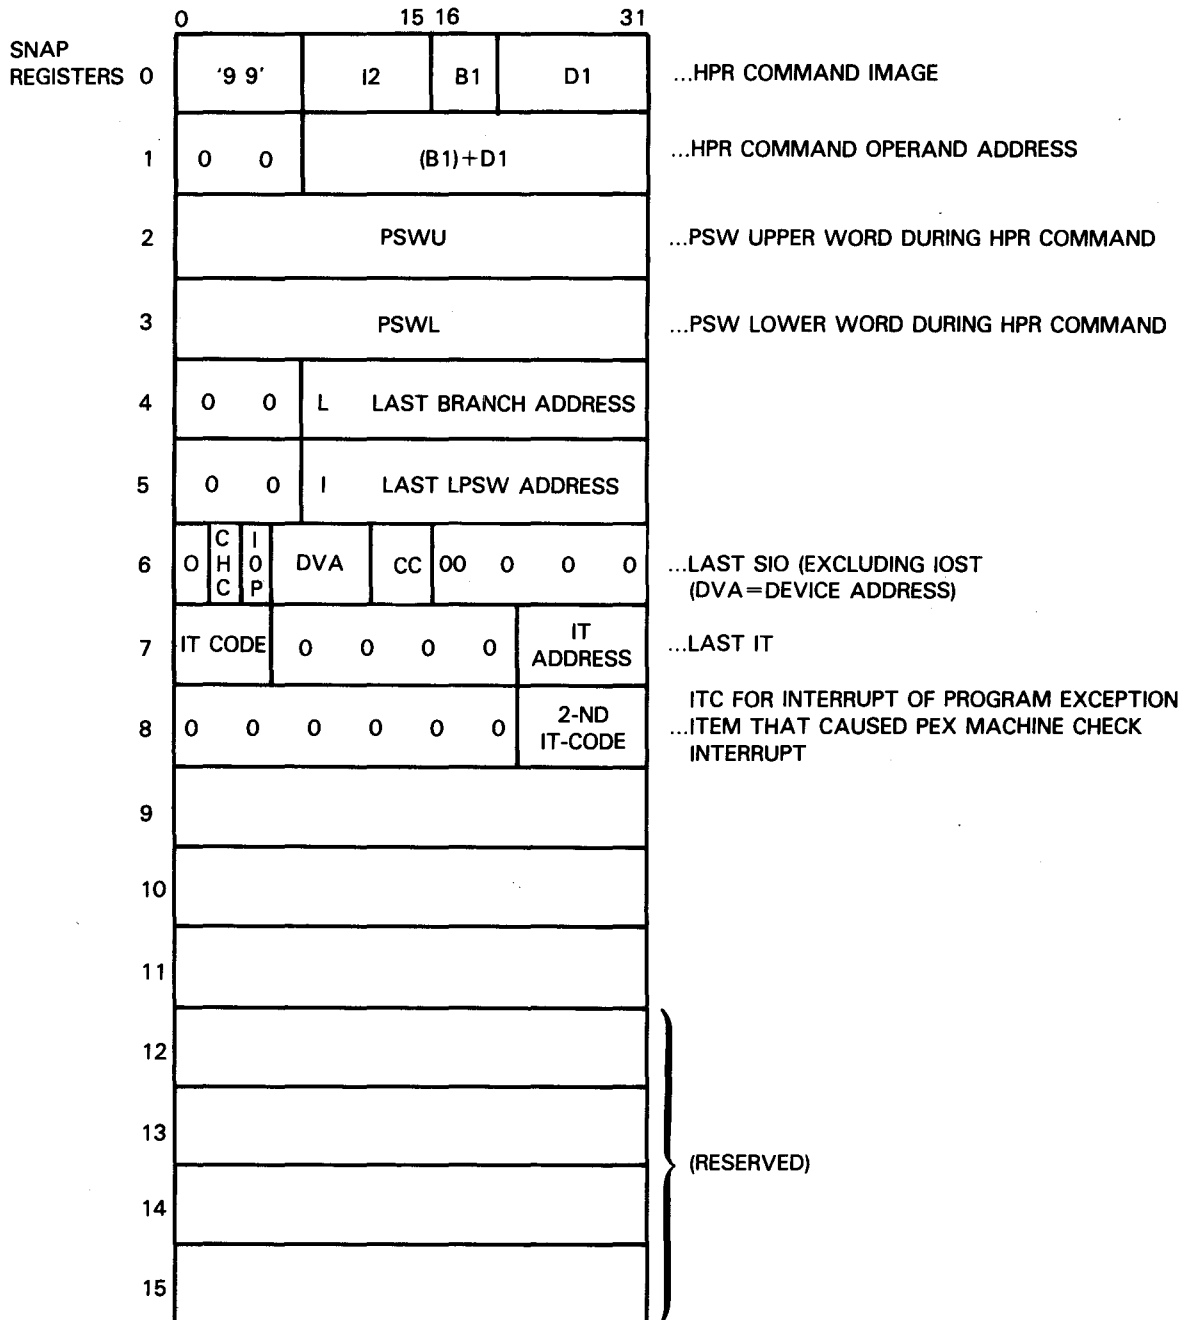 0 15 16 31
SNAP
REGISTERS 0 '9 9' I2 B1 D1 ...HPR COMMAND IMAGE
1 0 0 (B1)+D1 ...HPR COMMAND OPERAND ADDRESS
2 PSWU ...PSW UPPER WORD DURING HPR COMMAND
3 PSWL ...PSW LOWER WORD DURING HPR COMMAND
4 0 0 L LAST BRANCH ADDRESS
5 0 0 I LAST LPSW ADDRESS
6 0 CHC I0P DVA CC 00 0 0 0 ...LAST SIO (EXCLUDING IOST
(DVA=DEVICE ADDRESS)
7 IT CODE 0 0 0 0 IT ADDRESS ...LAST IT
ITC FOR INTERRUPT OF PROGRAM EXCEPTION
8 0 0 0 0 0 0 2-ND IT-CODE ...ITEM THAT CAUSED PEX MACHINE CHECK
INTERRUPT
9
10
11
12
13
(RESERVED)
14
15